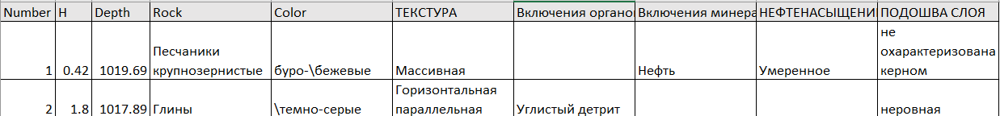 Number H Depth Rock Color ТЕКСТУРА Включения органо Включения минера НЕФТЕНАСЫЩЕНИ ПОДОШВА СЛОЯ
не
Песчаники охарактеризована
1 0.42 1019.69 крупнозернистые буро-\бежевые Массивная Нефть Умеренное керном
Горизонтальная
2 1.8 1017.89 Глины \темно-серые параллельная Углистый детрит неровная